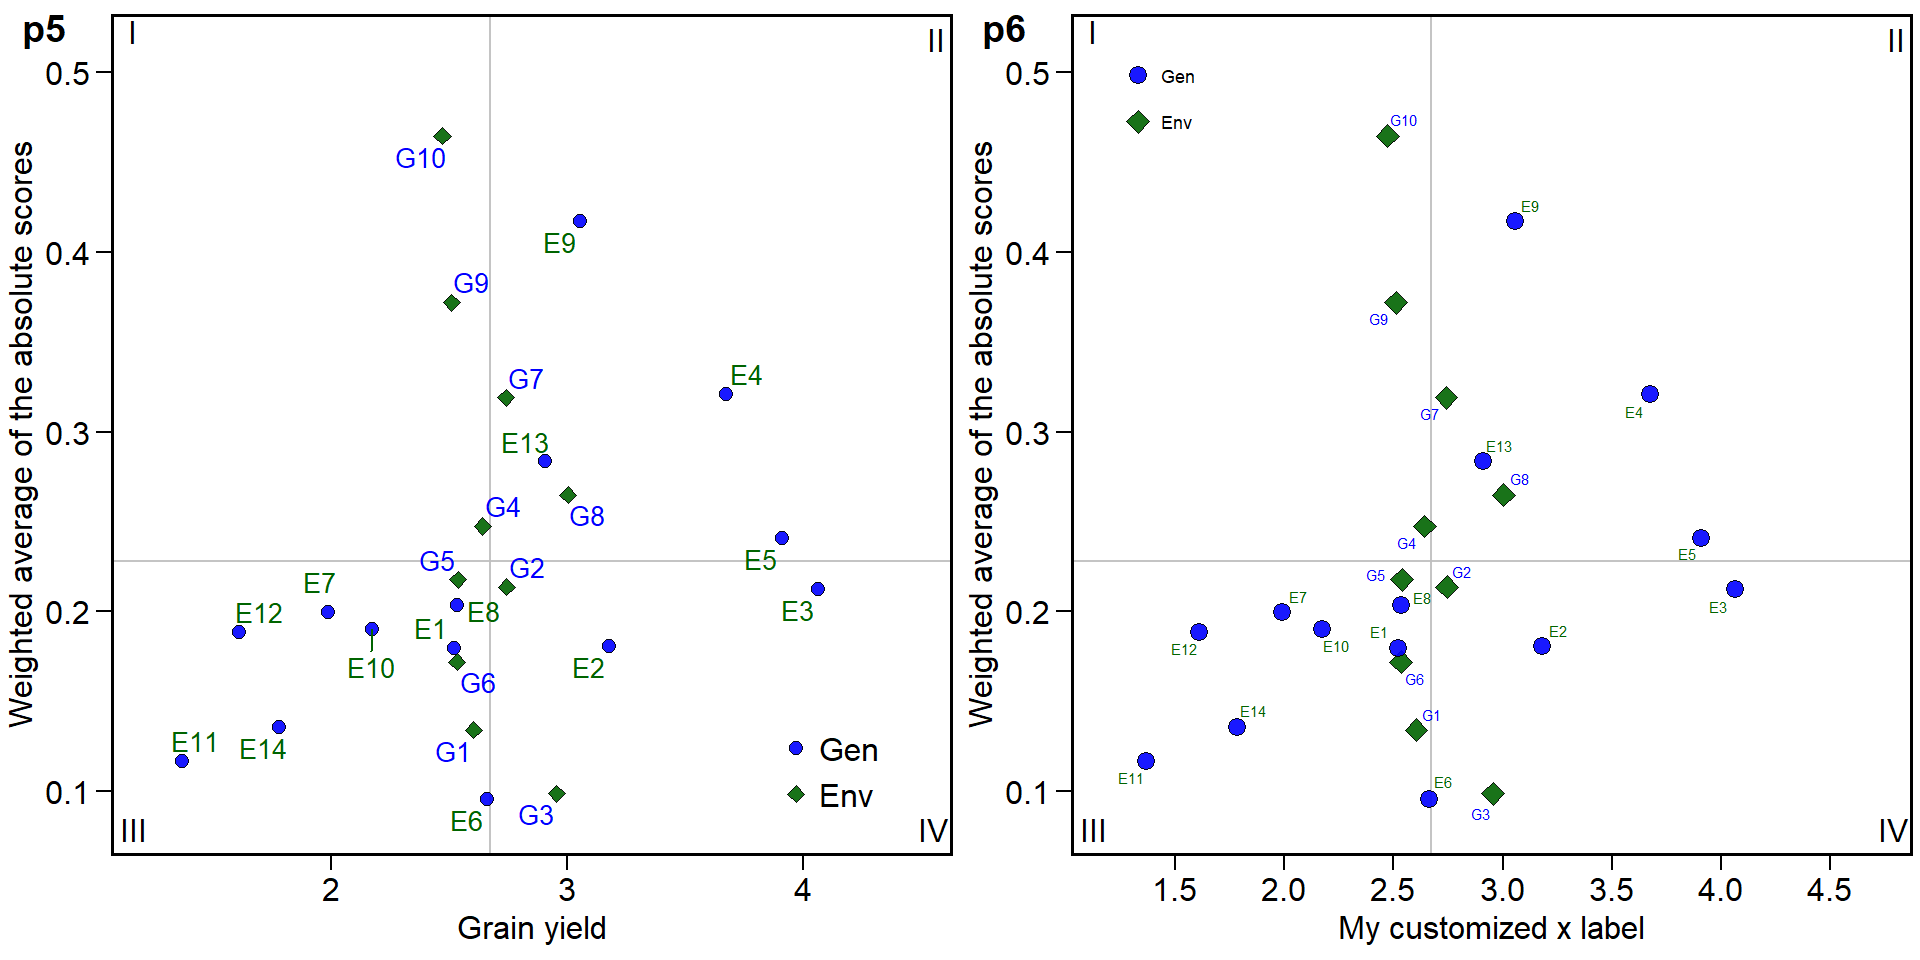 p5
I
II
0.5
0.4
0.3
0.2
0.1
Weighted average of the absolute scores
G10
E9
G9
G7
E4
E13
G4
G8
G5
G2
E5
E7
E12
E8
E3
E1
E10
E2
G6
E11
E14
G1
E6
G3
Gen
Env
III
IV
2
3
4
Grain yield
p6
I
II
Gen
Env
0.5
0.4
0.3
0.2
0.1
Weighted average of the absolute scores
G10
E9
G9
G7
E4
E13
G8
G4
E5
G5
G2
E7
E8
E3
E1
E2
E12
E10
G6
E14
G1
E11
E6
G3
III
IV
1.5
2.0
2.5
3.0
3.5
4.0
4.5
My customized x label